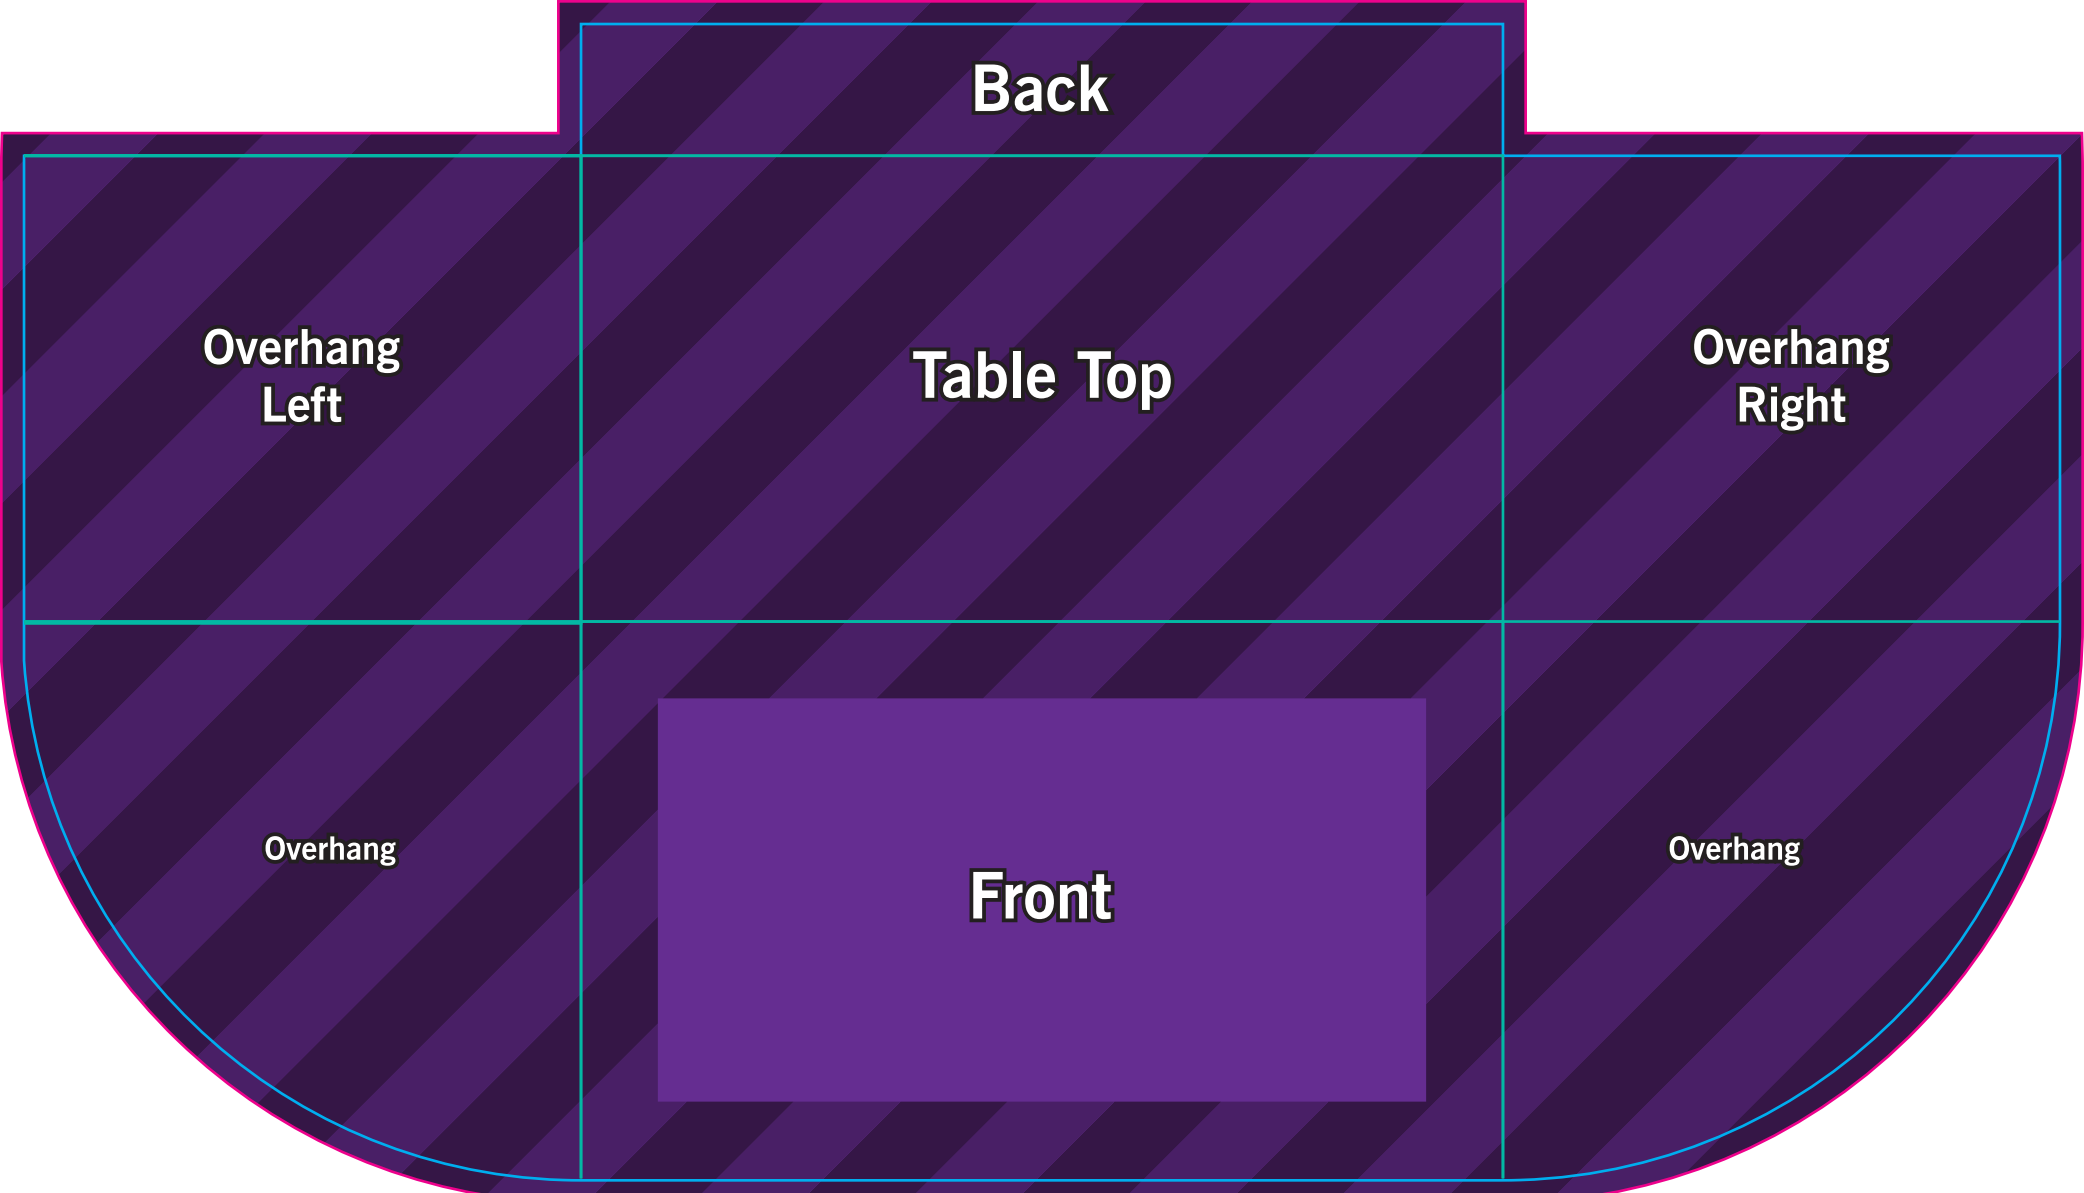 Back
Overhang
Left
Table Top
Overhang
Right
Overhang
Front
Overhang